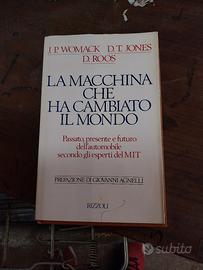 J.P. WOMACK  D.T. JONES
D. ROOS
LA MACCHINA
CHE
HA CAMBIATO
IL MONDO
Passato, presente e futuro
dell'automobile
secondo gli esperti del MIT
PREFAZIONE DI GIOVANNI AGNELLI
RIZZOLI
subito